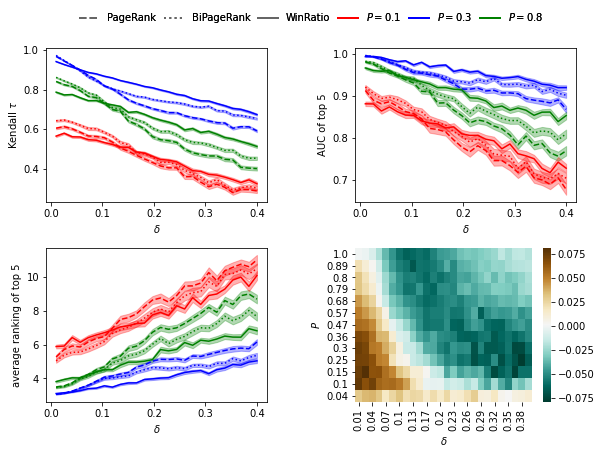 PageRank BiPageRank WinRatio P = 0.1 P = 0.3 P = 0.8
Kendall τ
1.0
0.8
0.6
0.4
0.0 0.1 0.2 0.3 0.4
δ
AUC of top 5
1.0
0.9
0.8
0.7
0.0 0.1 0.2 0.3 0.4
δ
average ranking of top 5
10
8
6
4
0.0 0.1 0.2 0.3 0.4
δ
P
1.0
0.89
0.8
0.79
0.68
0.57
0.47
0.36
0.3
0.25
0.15
0.1
0.04
0.01 0.04 0.07 0.1 0.13 0.17 0.2 0.23 0.26 0.29 0.32 0.35 0.38
δ
0.075
0.050
0.025
0.000
−0.025
−0.050
−0.075